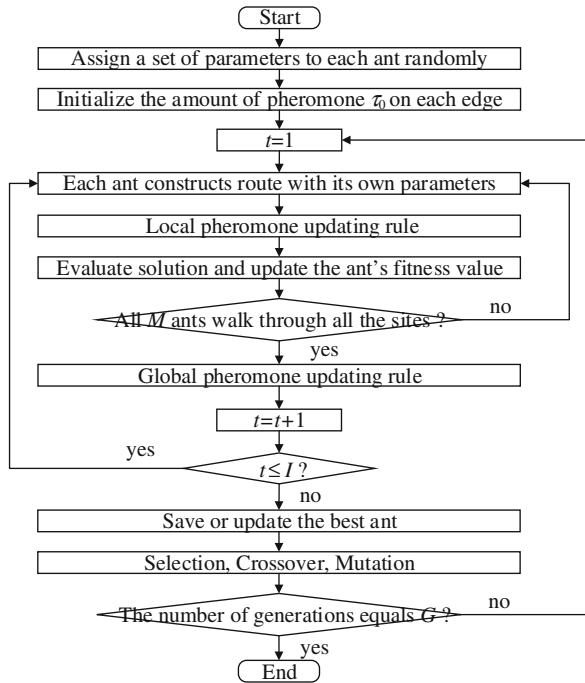 Start
Assign a set of parameters to each ant randomly
Initialize the amount of pheromone τ₀ on each edge
t=1
Each ant constructs route with its own parameters
Local pheromone updating rule
Evaluate solution and update the ant's fitness value
All M ants walk through all the sites ?
no
yes
Global pheromone updating rule
t=t+1
yes
t≤ I ?
no
Save or update the best ant
Selection, Crossover, Mutation
The number of generations equals G ?
no
yes
End